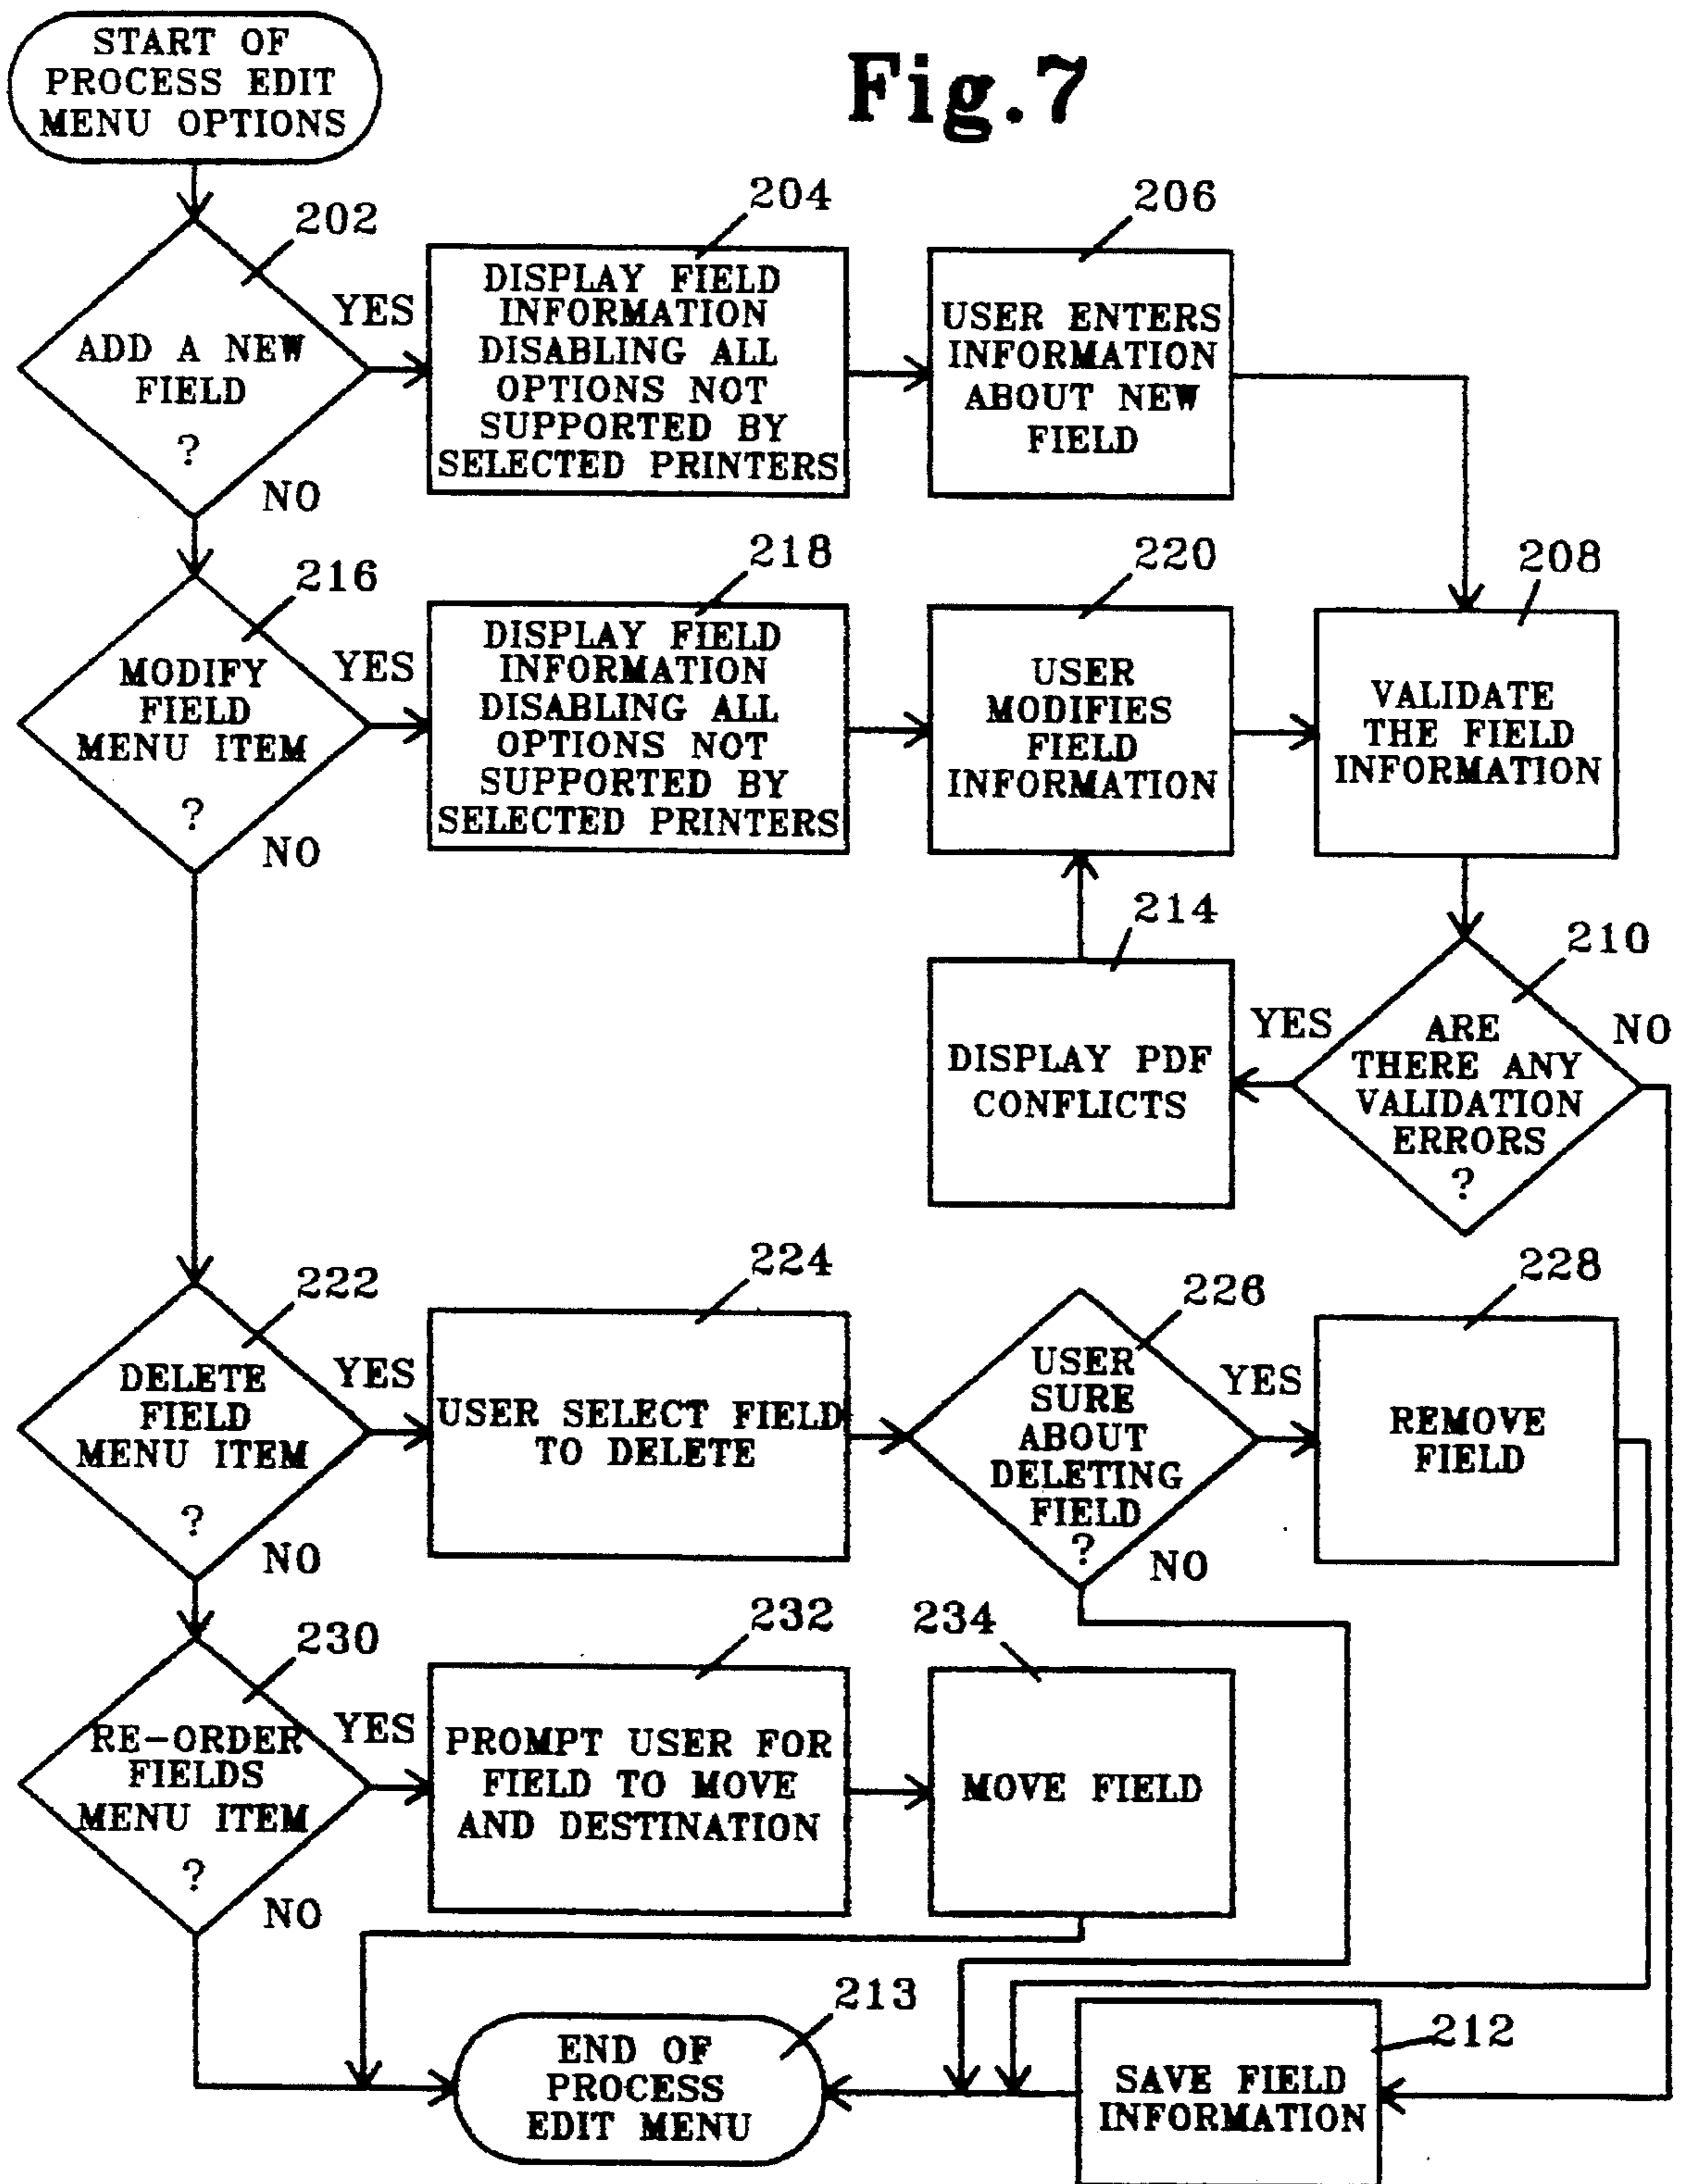 START OF
PROCESS EDIT
MENU OPTIONS
Fig.7
202
ADD A NEW
FIELD
?
YES
NO
204
DISPLAY FIELD
INFORMATION
DISABLING ALL
OPTIONS NOT
SUPPORTED BY
SELECTED PRINTERS
206
USER ENTERS
INFORMATION
ABOUT NEW
FIELD
216
MODIFY
FIELD
MENU ITEM
?
YES
NO
218
DISPLAY FIELD
INFORMATION
DISABLING ALL
OPTIONS NOT
SUPPORTED BY
SELECTED PRINTERS
220
USER
MODIFIES
FIELD
INFORMATION
208
VALIDATE
THE FIELD
INFORMATION
214
DISPLAY PDF
CONFLICTS
210
YES
NO
ARE
THERE ANY
VALIDATION
ERRORS
?
222
DELETE
FIELD
MENU ITEM
?
YES
NO
224
USER SELECT FIELD
TO DELETE
226
USER
SURE
ABOUT
DELETING
FIELD
?
YES
NO
228
REMOVE
FIELD
230
RE-ORDER
FIELDS
MENU ITEM
?
YES
NO
232
PROMPT USER FOR
FIELD TO MOVE
AND DESTINATION
234
MOVE FIELD
213
END OF
PROCESS
EDIT MENU
212
SAVE FIELD
INFORMATION